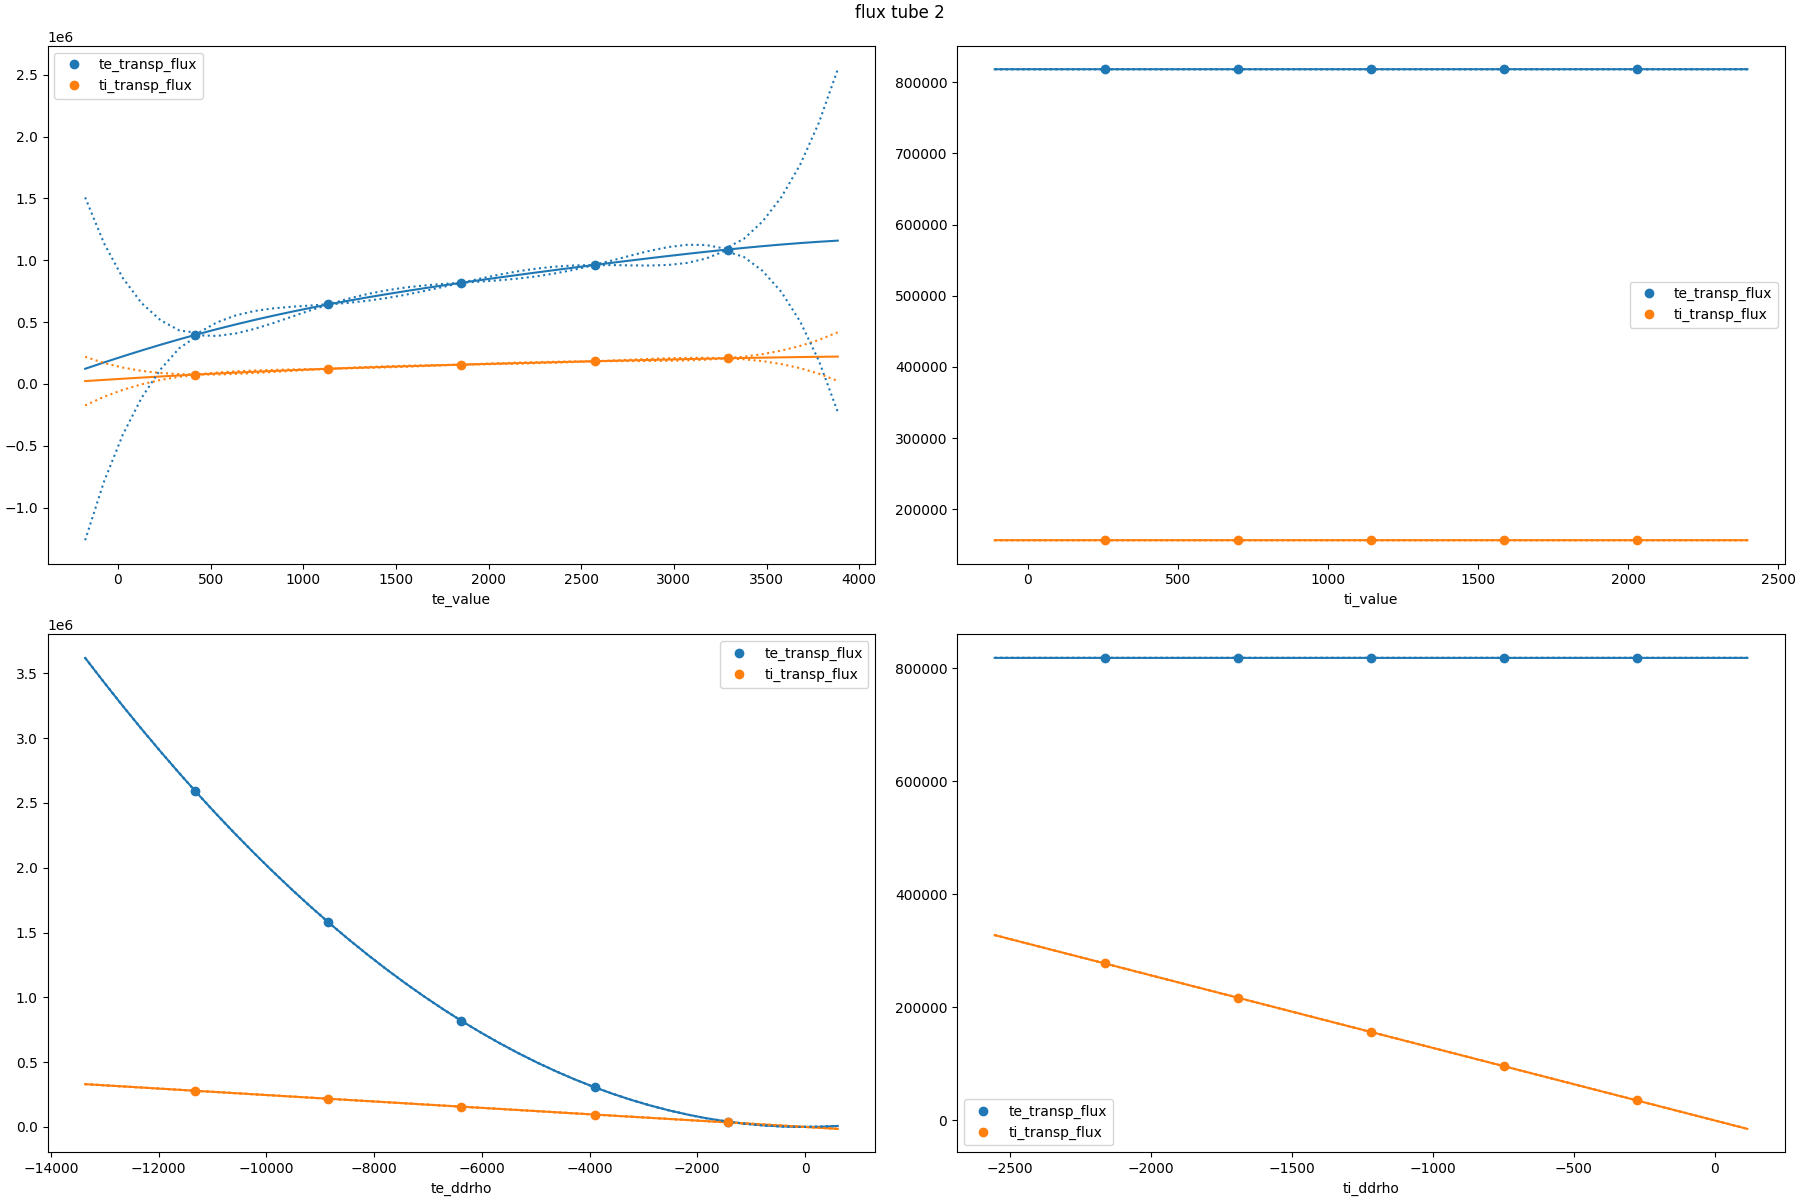 flux tube 2
1e6
2.5
2.0
1.5
1.0
0.5
0.0
−0.5
−1.0
te_transp_flux
ti_transp_flux
0 500 1000 1500 2000 2500 3000 3500 4000
te_value
800000
700000
600000
500000
400000
300000
200000
te_transp_flux
ti_transp_flux
0 500 1000 1500 2000 2500
ti_value
1e6
3.5
3.0
2.5
2.0
1.5
1.0
0.5
0.0
te_transp_flux
ti_transp_flux
−14000 −12000 −10000 −8000 −6000 −4000 −2000 0
te_ddrho
800000
600000
400000
200000
0
te_transp_flux
ti_transp_flux
−2500 −2000 −1500 −1000 −500 0
ti_ddrho